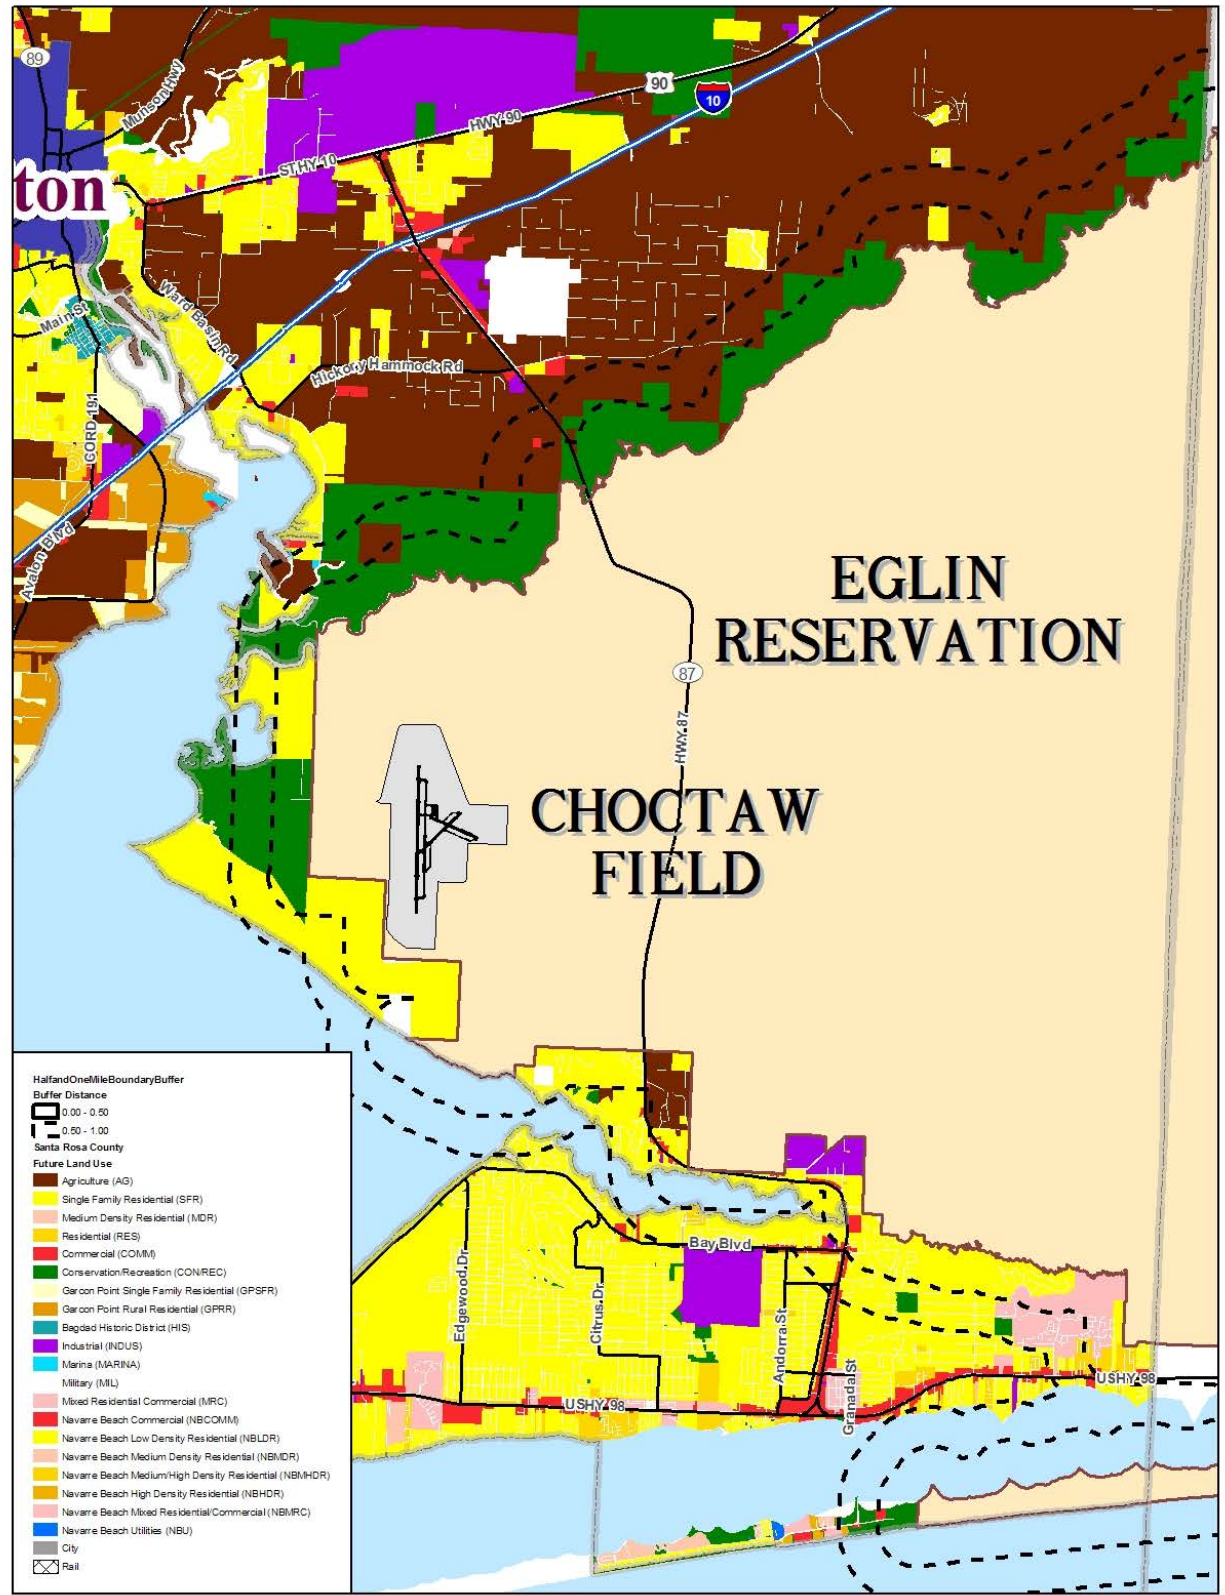 89
Munson Hwy
90
10
HWY 90
STHY 10
ton
Main St
Ward Basin Rd
Hickory Hammock Rd
CORD 191
Avalon Blvd
EGLIN
RESERVATION
87
HWY 87
CHOCTAW
FIELD
HalfandOneMileBoundaryBuffer
Buffer Distance
0.00 - 0.50
0.50 - 1.00
Santa Rosa County
Future Land Use
Agriculture (AG)
Single Family Residential (SFR)
Medium Density Residential (MDR)
Residential (RES)
Commercial (COMM)
Conservation/Recreation (CON/REC)
Garcon Point Single Family Residential (GPSFR)
Garcon Point Rural Residential (GPRR)
Bagdad Historic District (HIS)
Industrial (INDUS)
Marina (MARINA)
Military (MIL)
Mixed Residential Commercial (MRC)
Navarre Beach Commercial (NBCOMM)
Navarre Beach Low Density Residential (NBLDR)
Navarre Beach Medium Density Residential (NBMDR)
Navarre Beach Medium/High Density Residential (NBMHDR)
Navarre Beach High Density Residential (NBHDR)
Navarre Beach Mixed Residential/Commercial (NBMRC)
Navarre Beach Utilities (NBU)
City
Rail
Bay Blvd
Edgewood Dr
Citrus Dr
Andorra St
Granada St
USHY 98
USHY 98